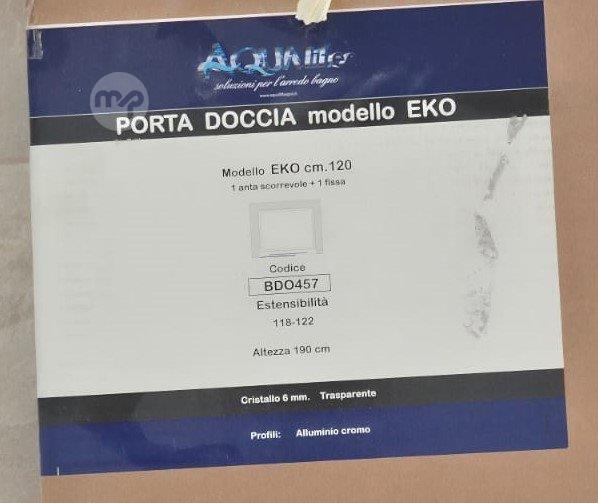 AQUAlife
soluzioni per l'arredo bagno
PORTA DOCCIA modello EKO
Modello EKO cm.120
1 anta scorrevole + 1 fissa
Codice
BDO457
Estensibilità
118-122
Altezza 190 cm
Cristallo 6 mm. Trasparente
Profili: Alluminio cromo